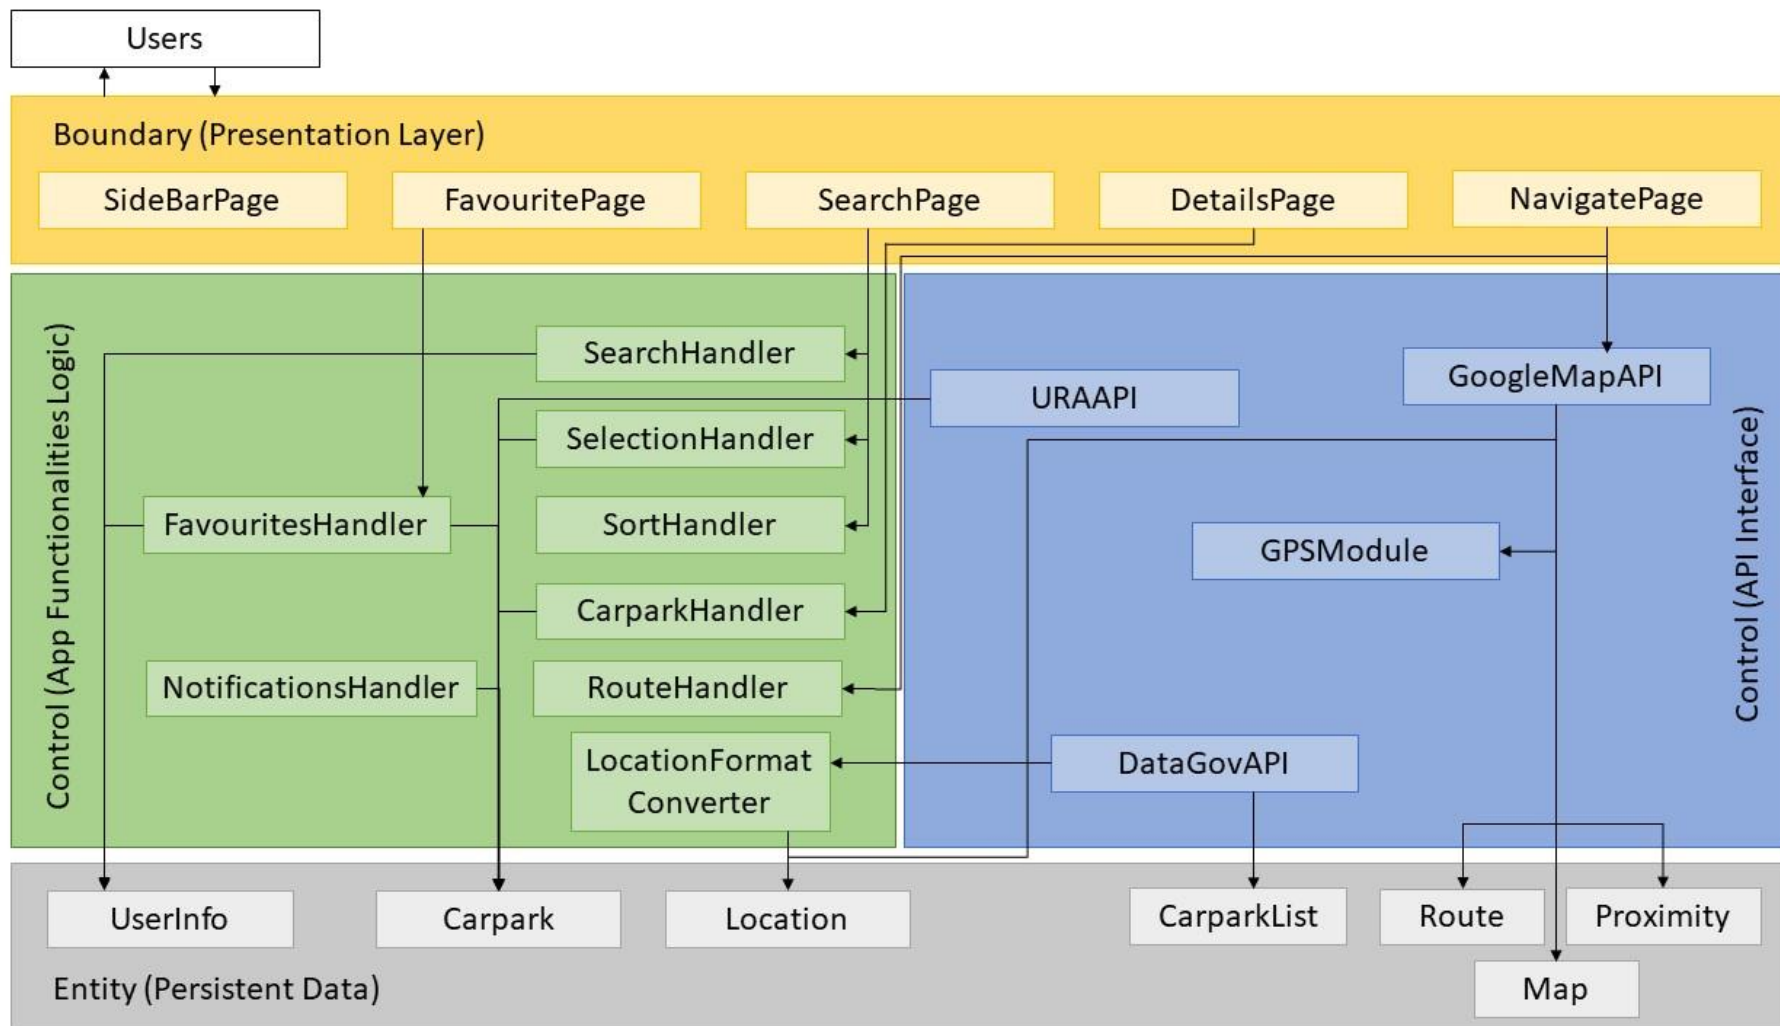 Users
Boundary (Presentation Layer)
SideBarPage
FavouritePage
SearchPage
DetailsPage
NavigatePage
Control (App Functionalities Logic)
SearchHandler
SelectionHandler
FavouritesHandler
SortHandler
CarparkHandler
NotificationsHandler
RouteHandler
LocationFormat
Converter
URAAPI
GoogleMapAPI
GPSModule
DataGovAPI
Control (API Interface)
UserInfo
Carpark
Location
CarparkList
Route
Proximity
Map
Entity (Persistent Data)